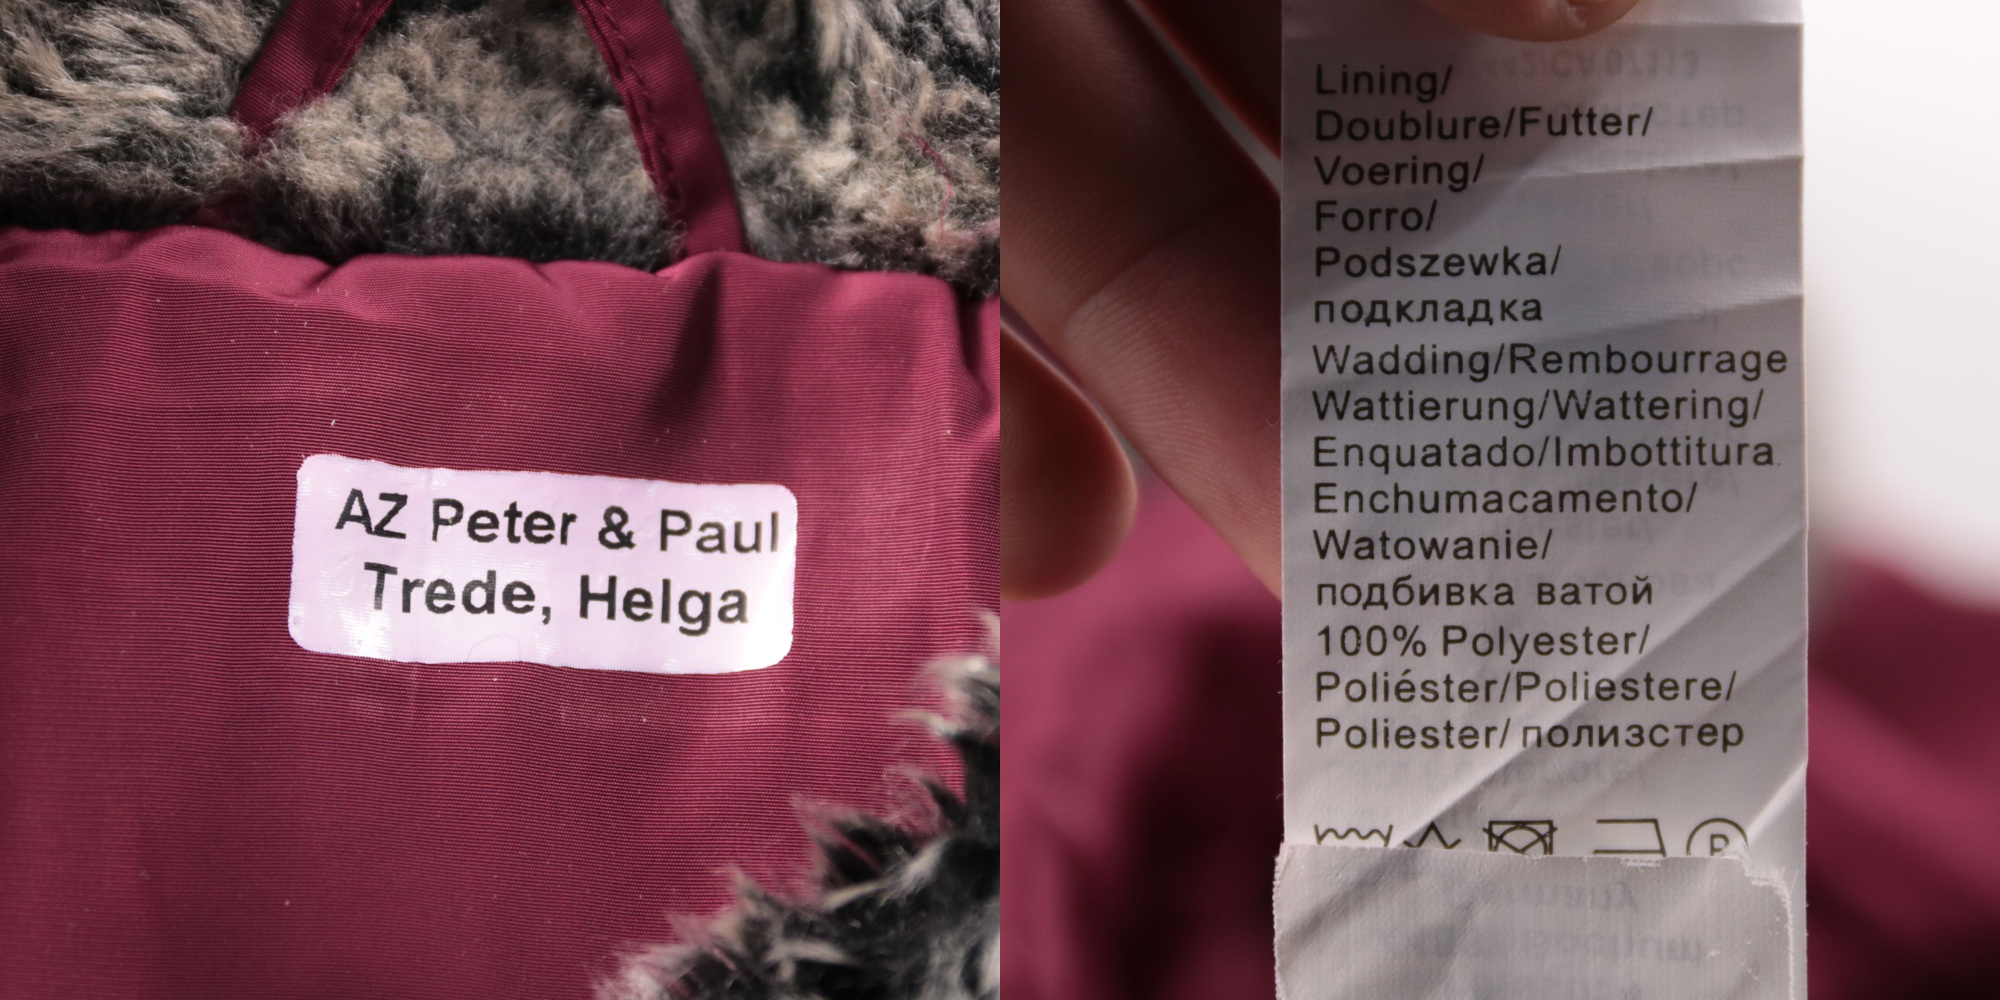 AZ Peter & Paul
Trede, Helga
Lining/
Doublure/Futter/
Voering/
Forro/
Podszewka/
подкладка
Wadding/Rembourrage
Wattierung/Wattering/
Enquatado/Imbottitura
Enchumacamento/
Watowanie/
подбивка ватой
100% Polyester/
Poliéster/Poliestere/
Poliester/ полизстер
P